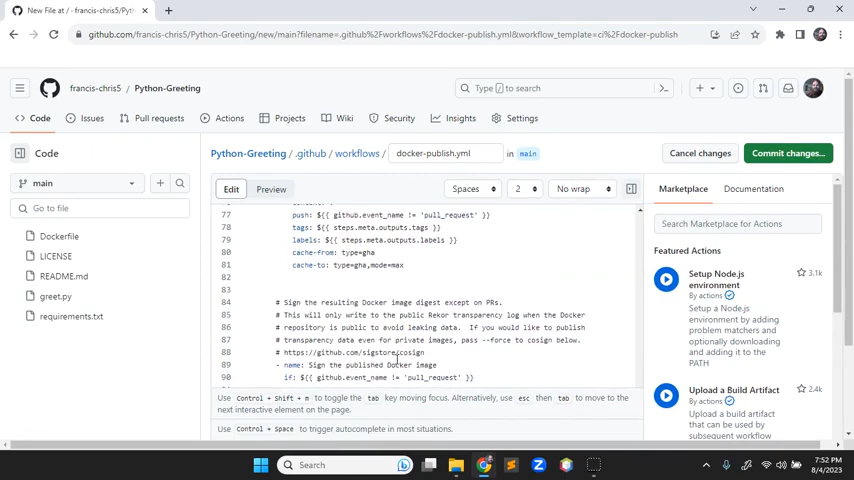 New File at / - francis-chris5/Pyth
github.com/francis-chris5/Python-Greeting/new/main?filename=.github%2Fworkflows%2Fdocker-publish.yml&workflow_template=ci%2Fdocker-publish
francis-chris5 / Python-Greeting
Type / to search
Code Issues Pull requests Actions Projects Wiki Security Insights Settings
Code
Python-Greeting / .github / workflows / docker-publish.yml in main
Cancel changes Commit changes...
main
Go to file
Dockerfile
LICENSE
README.md
greet.py
requirements.txt
Edit Preview Spaces 2 No wrap
77 push: ${{ github.event_name != 'pull_request' }}
78 tags: ${{ steps.meta.outputs.tags }}
79 labels: ${{ steps.meta.outputs.labels }}
80 cache-from: type=gha
81 cache-to: type=gha,mode=max
82
83
84 # Sign the resulting Docker image digest except on PRs.
85 # This will only write to the public Rekor transparency log when the Docker
86 # repository is public to avoid leaking data.  If you would like to publish
87 # transparency data even for private images, pass --force to cosign below.
88 # https://github.com/sigstore/cosign
89 - name: Sign the published Docker image
90 if: ${{ github.event_name != 'pull_request' }}
Use Control + Shift + m to toggle the tab key moving focus. Alternatively, use esc then tab to move to the
next interactive element on the page.
Use Control + Space to trigger autocomplete in most situations.
Marketplace Documentation
Search Marketplace for Actions
Featured Actions
Setup Node.js
environment
By actions
3.1k
Setup a Node.js
environment by adding
problem matchers and
optionally downloading
and adding it to the
PATH
Upload a Build Artifact
By actions
2.4k
Upload a build artifact
that can be used by
subsequent workflow
Search
7:52 PM
8/4/2023